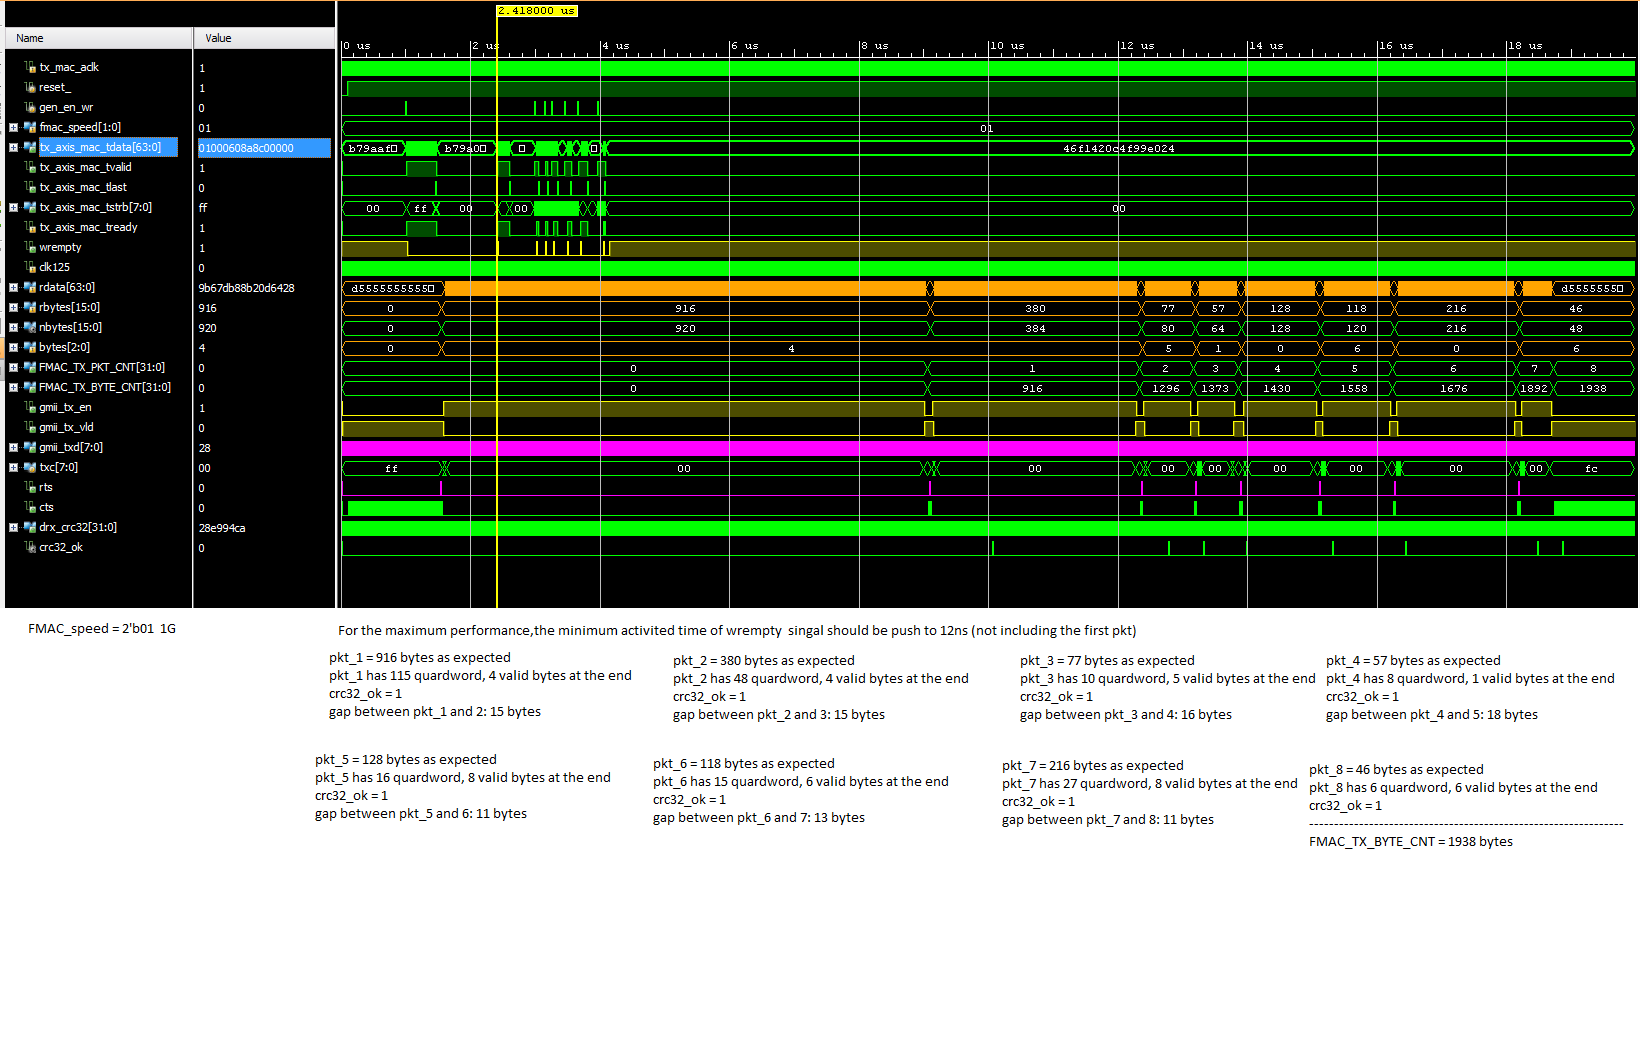 2.418000 us
Name Value
0 us 2 us 4 us 6 us 8 us 10 us 12 us 14 us 16 us 18 us
tx_mac_aclk 1
reset_ 1
gen_en_wr 0
fmac_speed[1:0] 01 01
tx_axis_mac_tdata[63:0] 01000608a8c00000 b79aaf b79a0 46f1420c4f99e024
tx_axis_mac_tvalid 1
tx_axis_mac_tlast 0
tx_axis_mac_tstrb[7:0] ff 00 ff 00 00 00
tx_axis_mac_tready 1
wrempty 1
clk125 0
rdata[63:0] 9b67db88b20d6428 d5555555555 d5555555
rbytes[15:0] 916 0 916 380 77 57 128 118 216 46
nbytes[15:0] 920 0 920 384 80 64 128 120 216 48
bytes[2:0] 4 0 4 5 1 0 6 0 6
FMAC_TX_PKT_CNT[31:0] 0 0 1 2 3 4 5 6 7 8
FMAC_TX_BYTE_CNT[31:0] 0 0 916 1296 1373 1430 1558 1676 1892 1938
gmii_tx_en 1
gmii_tx_vld 0
gmii_txd[7:0] 28
txc[7:0] 00 ff 00 00 00 00 00 00 00 00 fc
rts 0
cts 0
drx_crc32[31:0] 28e994ca
crc32_ok 0
FMAC_speed = 2'b01 1G
For the maximum performance,the minimum activited time of wrempty singal should be push to 12ns (not including the first pkt)
pkt_1 = 916 bytes as expected
pkt_1 has 115 quardword, 4 valid bytes at the end
crc32_ok = 1
gap between pkt_1 and 2: 15 bytes
pkt_2 = 380 bytes as expected
pkt_2 has 48 quardword, 4 valid bytes at the end
crc32_ok = 1
gap between pkt_2 and 3: 15 bytes
pkt_3 = 77 bytes as expected
pkt_3 has 10 quardword, 5 valid bytes at the end
crc32_ok = 1
gap between pkt_3 and 4: 16 bytes
pkt_4 = 57 bytes as expected
pkt_4 has 8 quardword, 1 valid bytes at the end
crc32_ok = 1
gap between pkt_4 and 5: 18 bytes
pkt_5 = 128 bytes as expected
pkt_5 has 16 quardword, 8 valid bytes at the end
crc32_ok = 1
gap between pkt_5 and 6: 11 bytes
pkt_6 = 118 bytes as expected
pkt_6 has 15 quardword, 6 valid bytes at the end
crc32_ok = 1
gap between pkt_6 and 7: 13 bytes
pkt_7 = 216 bytes as expected
pkt_7 has 27 quardword, 8 valid bytes at the end
crc32_ok = 1
gap between pkt_7 and 8: 11 bytes
pkt_8 = 46 bytes as expected
pkt_8 has 6 quardword, 6 valid bytes at the end
crc32_ok = 1
---------------------------------------------------------------
FMAC_TX_BYTE_CNT = 1938 bytes